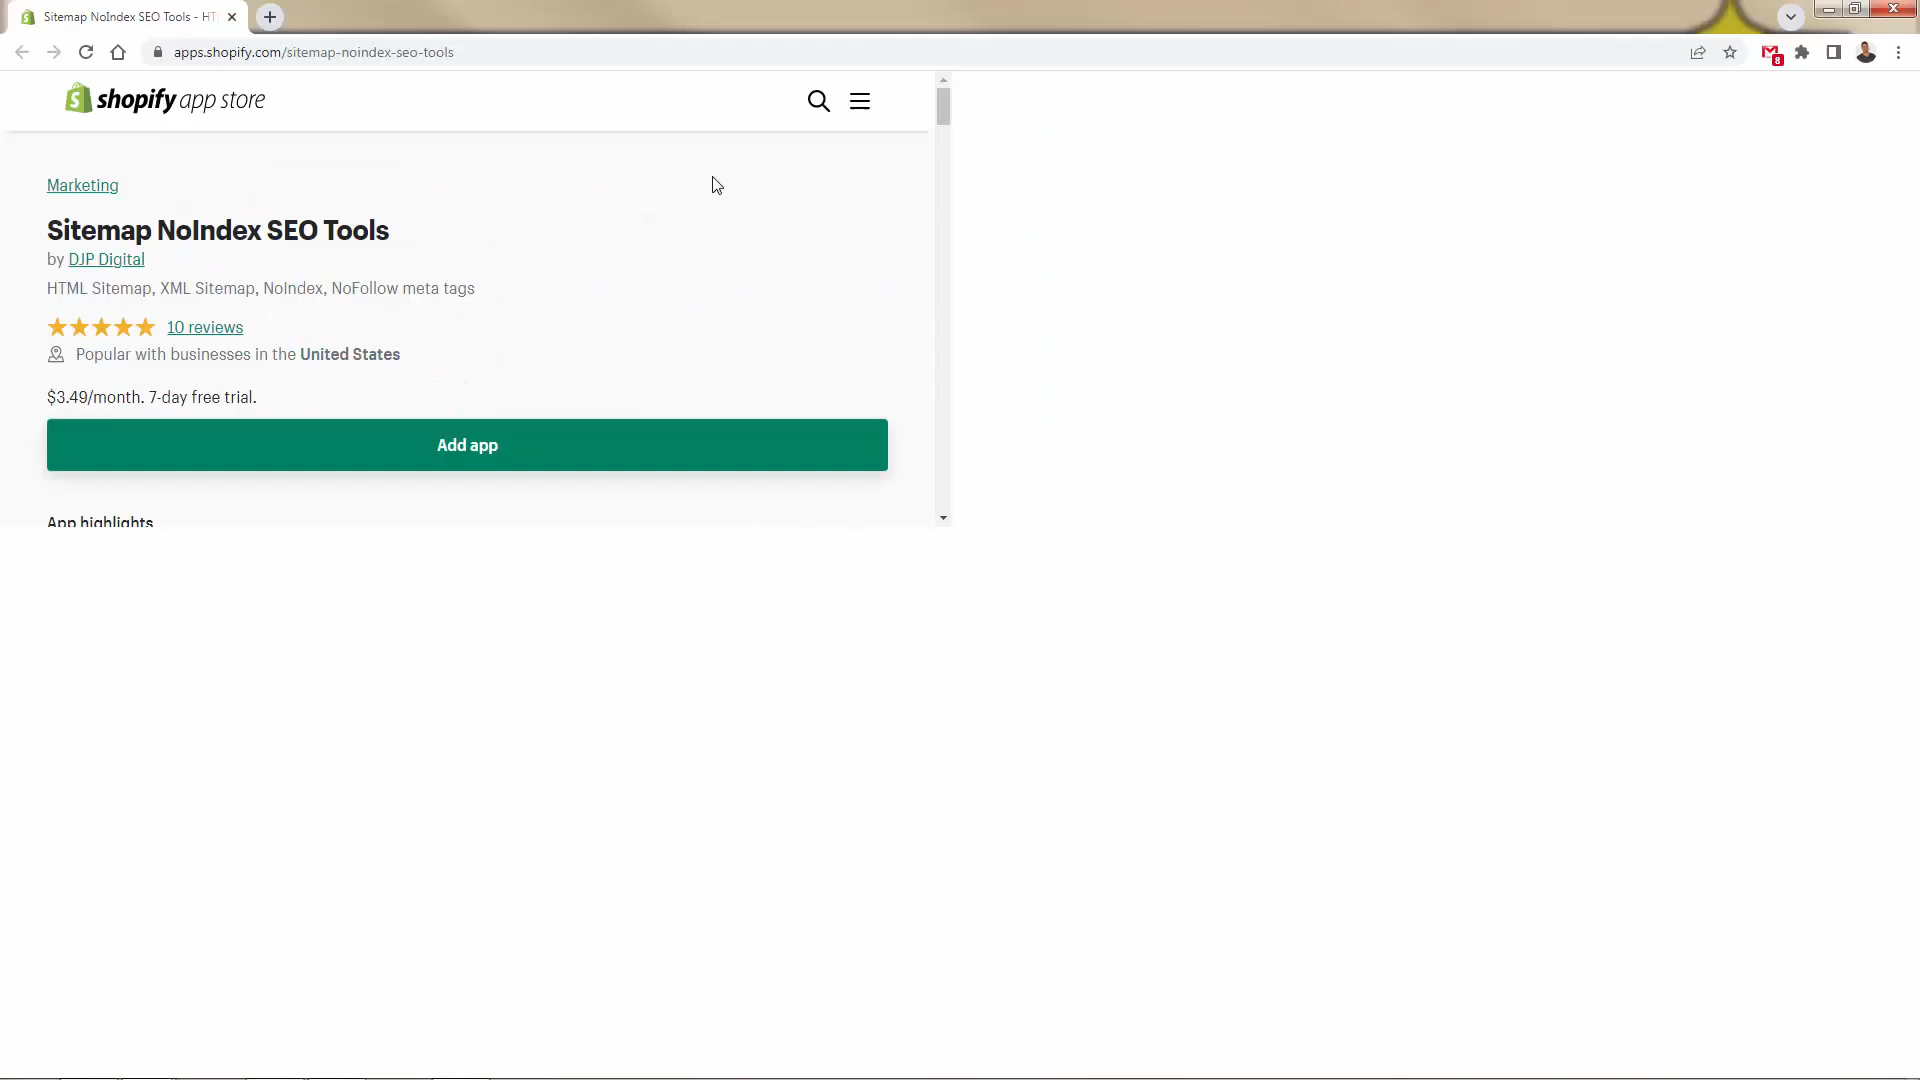 Sitemap NoIndex SEO Tools - HT
apps.shopify.com/sitemap-noindex-seo-tools
8
shopify app store
Marketing
Sitemap NoIndex SEO Tools
by DJP Digital
HTML Sitemap, XML Sitemap, NoIndex, NoFollow meta tags
10 reviews
Popular with businesses in the United States
$3.49/month. 7-day free trial.
Add app
App highlights